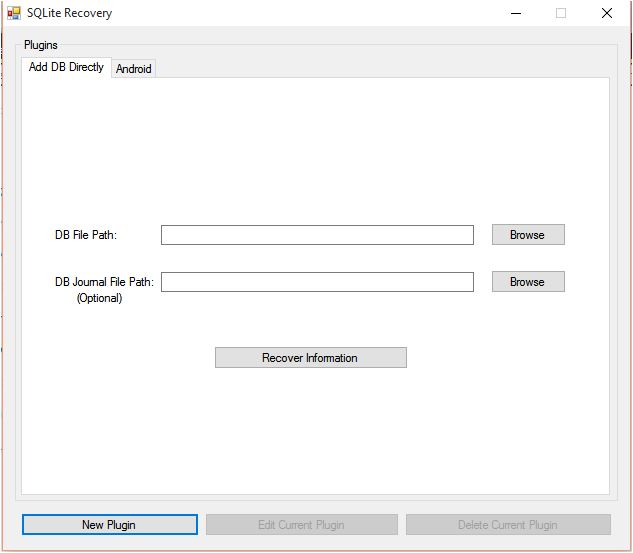 SQLite Recovery
Plugins
Add DB Directly
Android
DB File Path:
Browse
DB Journal File Path:
(Optional)
Browse
Recover Information
New Plugin
Edit Current Plugin
Delete Current Plugin